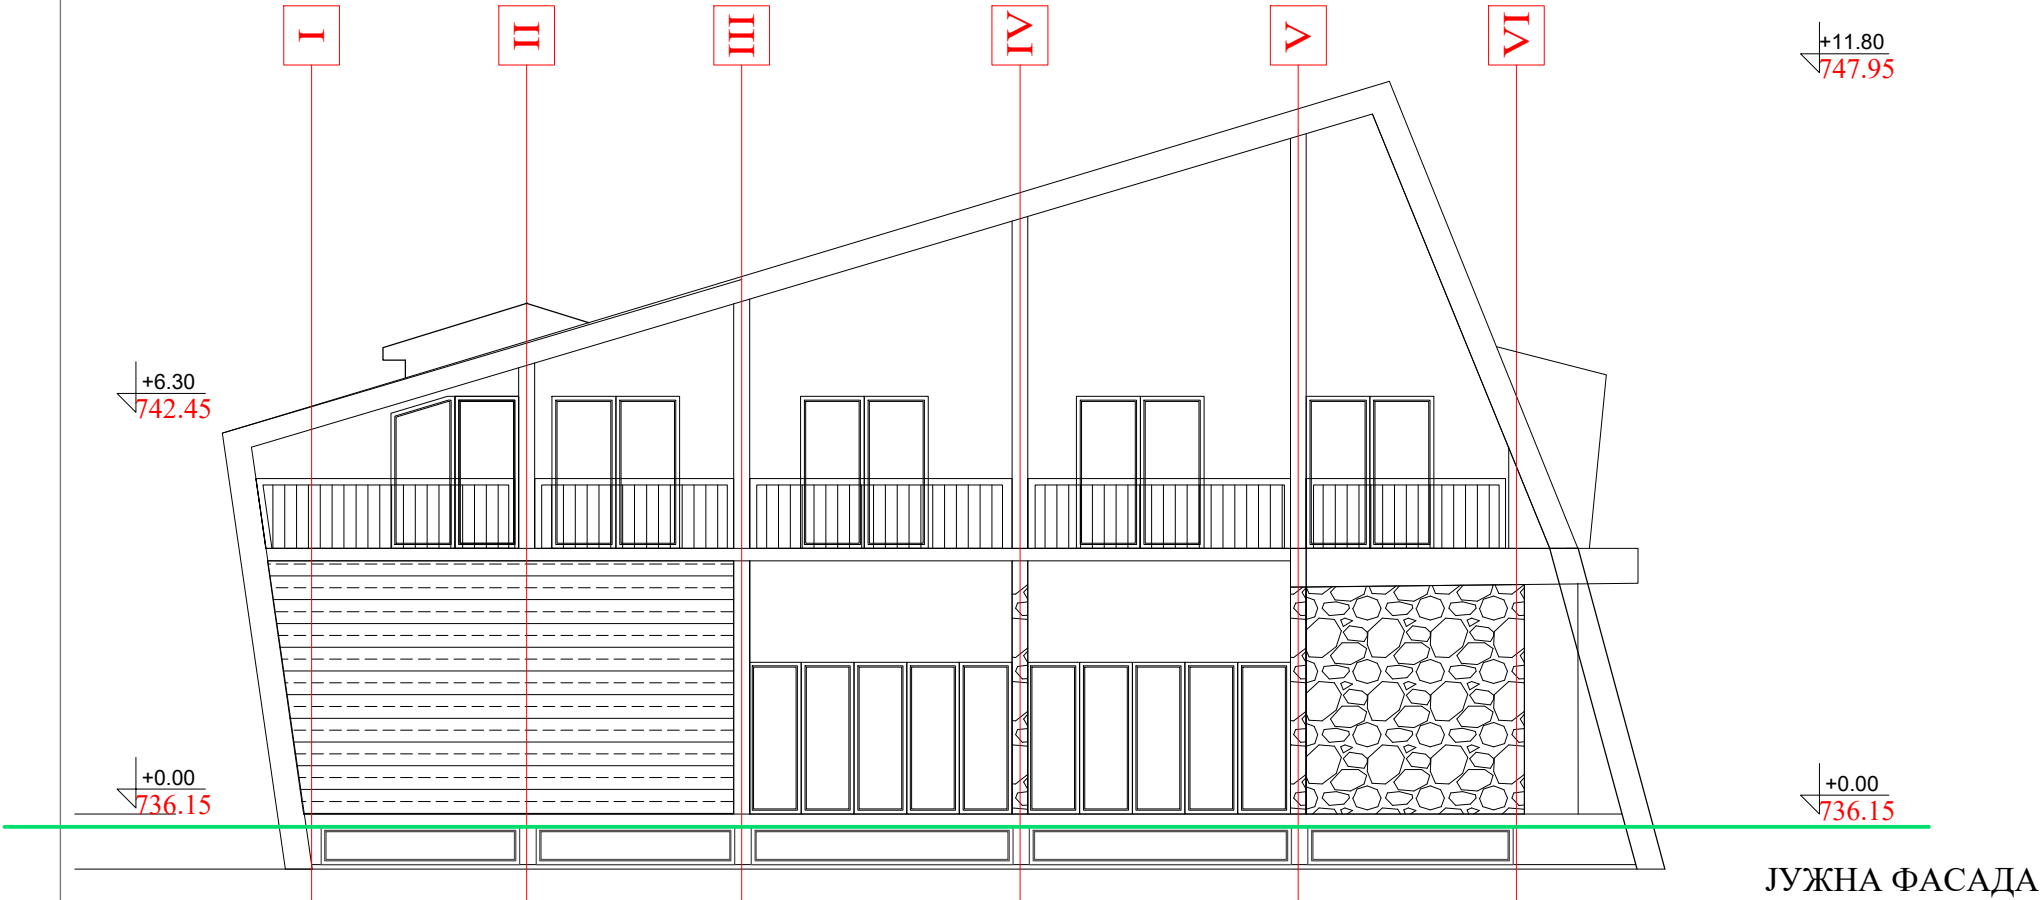 I
II
III
IV
V
VI
+11.80
747.95
+6.30
742.45
+0.00
736.15
+0.00
736.15
ЈУЖНА ФАСАДА